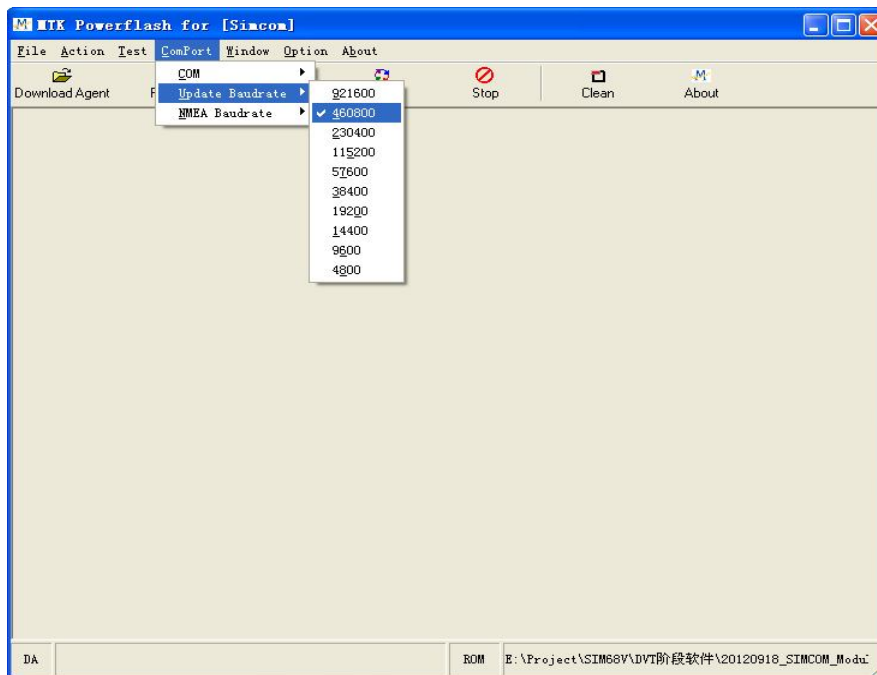 MTK Powerflash for [Simcom]
File Action Test ComPort Window Option About
Download Agent Stop Clean About
COM
Update Baudrate
NMEA Baudrate
921600
460800
230400
115200
57600
38400
19200
14400
9600
4800
DA ROM E:\Project\SIM68V\DVT阶段软件\20120918_SIMCOM_Modul